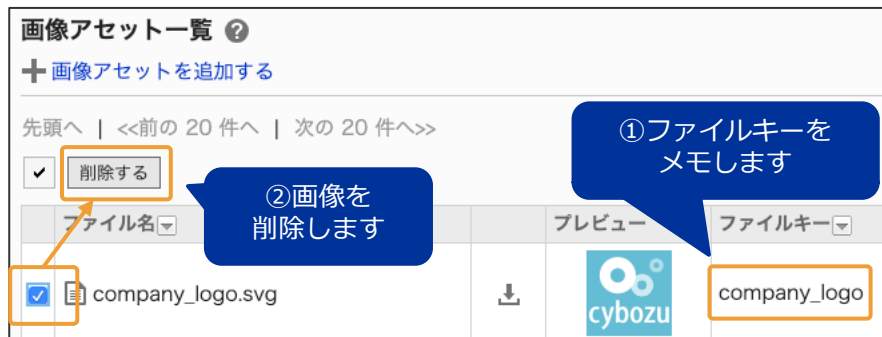 画像アセット一覧 ?
画像アセットを追加する
先頭へ | <<前の 20 件へ | 次の 20 件へ>>
①ファイルキーを
メモします
削除する
②画像を
削除します
ファイル名
プレビュー
ファイルキー
company_logo.svg
cybozu
company_logo